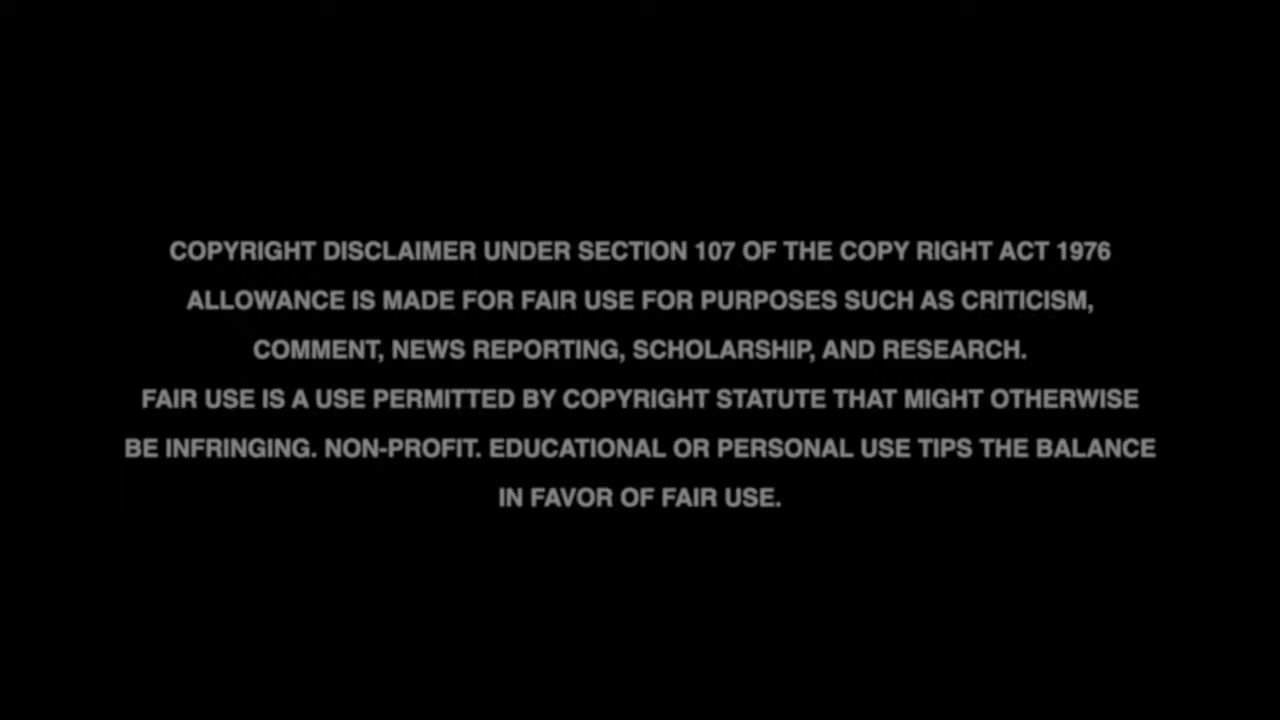 COPYRIGHT DISCLAIMER UNDER SECTION 107 OF THE COPY RIGHT ACT 1976
ALLOWANCE IS MADE FOR FAIR USE FOR PURPOSES SUCH AS CRITICISM,
COMMENT, NEWS REPORTING, SCHOLARSHIP, AND RESEARCH.
FAIR USE IS A USE PERMITTED BY COPYRIGHT STATUTE THAT MIGHT OTHERWISE
BE INFRINGING. NON-PROFIT. EDUCATIONAL OR PERSONAL USE TIPS THE BALANCE
IN FAVOR OF FAIR USE.